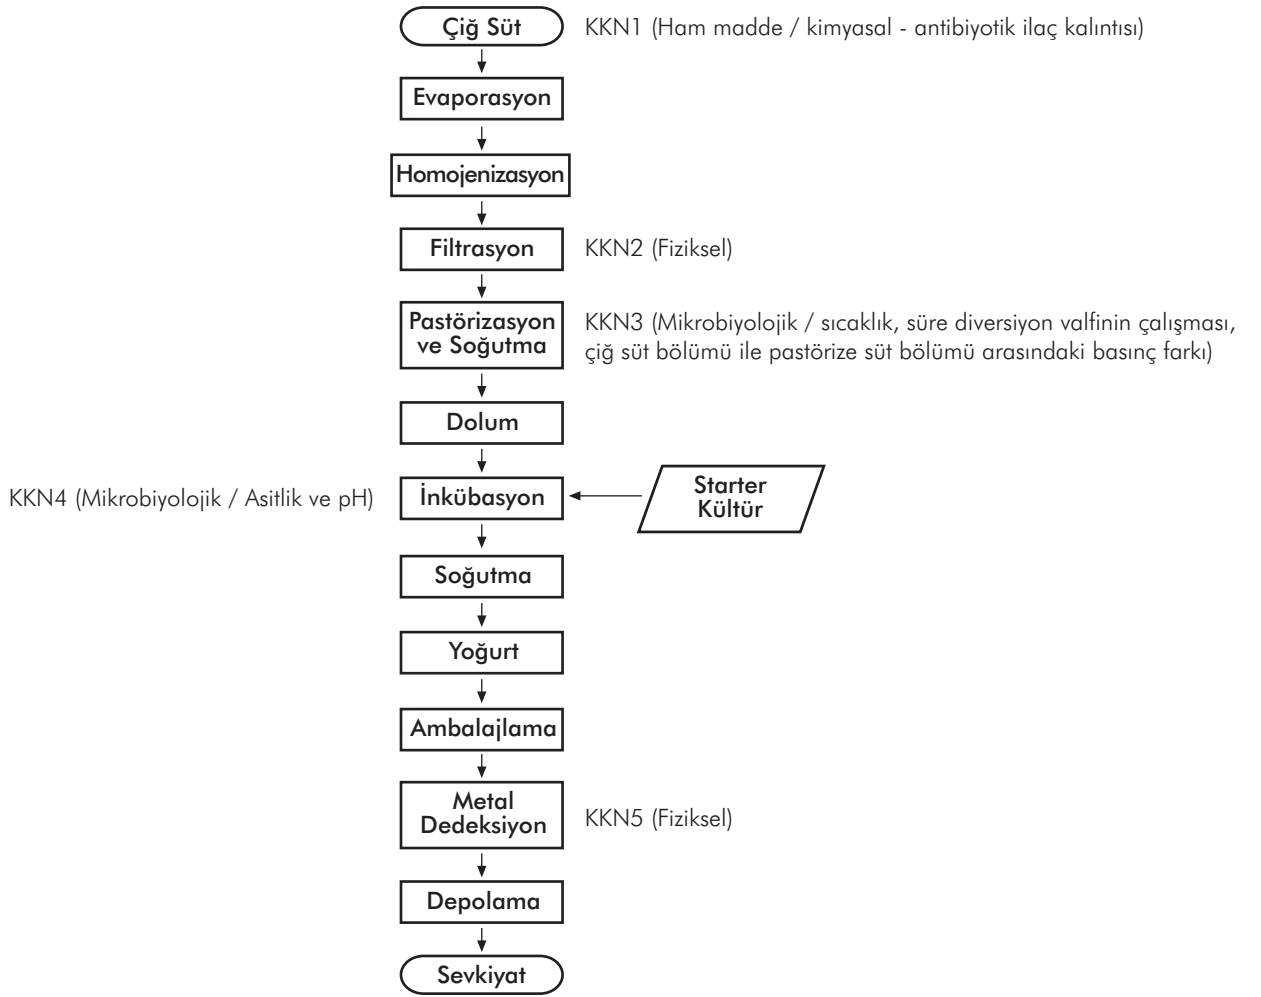 Çiğ Süt
KKN1 (Ham madde / kimyasal - antibiyotik ilaç kalıntısı)
Evaporasyon
Homojenizasyon
Filtrasyon
KKN2 (Fiziksel)
Pastörizasyon
ve Soğutma
KKN3 (Mikrobiyolojik / sıcaklık, süre diversiyon valfinin çalışması,
çiğ süt bölümü ile pastörize süt bölümü arasındaki basınç farkı)
Dolum
KKN4 (Mikrobiyolojik / Asitlik ve pH)
İnkübasyon
Starter
Kültür
Soğutma
Yoğurt
Ambalajlama
Metal
Dedeksiyon
KKN5 (Fiziksel)
Depolama
Sevkiyat